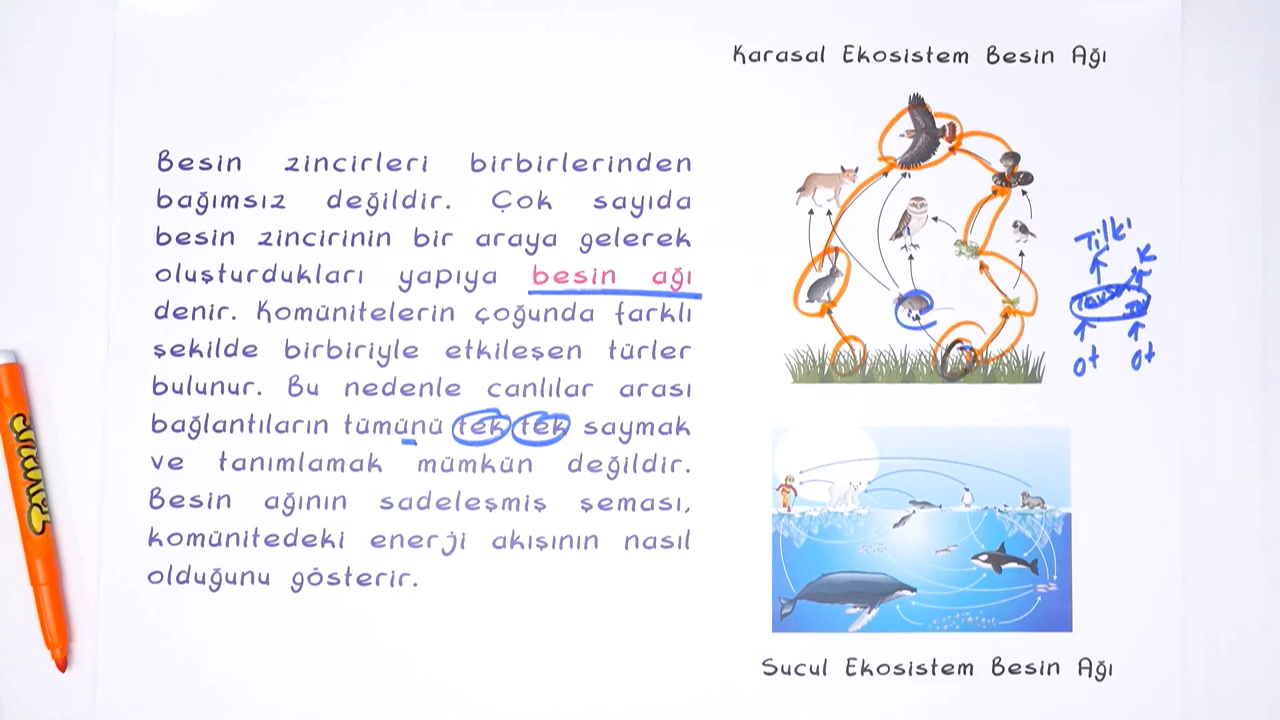 Karasal Ekosistem Besin Ağı
Besin zincirleri birbirlerinden
bağımsız değildir. Çok sayıda
besin zincirinin bir araya gelerek
oluşturdukları yapıya besin ağı
denir. Komünitelerin çoğunda farklı
şekilde birbiriyle etkileşen türler
bulunur. Bu nedenle canlılar arası
bağlantıların tümünü tek tek saymak
ve tanımlamak mümkün değildir.
Besin ağının sadeleşmiş şeması,
komünitedeki enerji akışının nasıl
olduğunu gösterir.
Tilki
K
ot ot
Sucul Ekosistem Besin Ağı